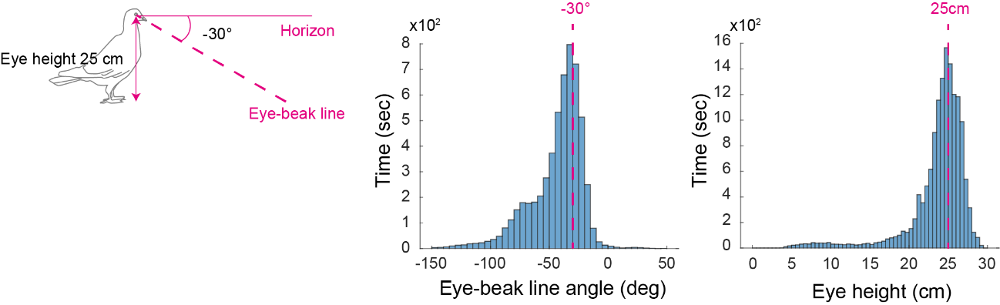 -30°
Horizon
Eye height 25 cm
Eye-beak line
-30°
x10²
8
7
6
5
4
3
2
1
0
Time (sec)
-150 -100 -50 0 50
Eye-beak line angle (deg)
25cm
x10²
16
14
12
10
8
6
4
2
0
Time (sec)
0 5 10 15 20 25 30
Eye height (cm)